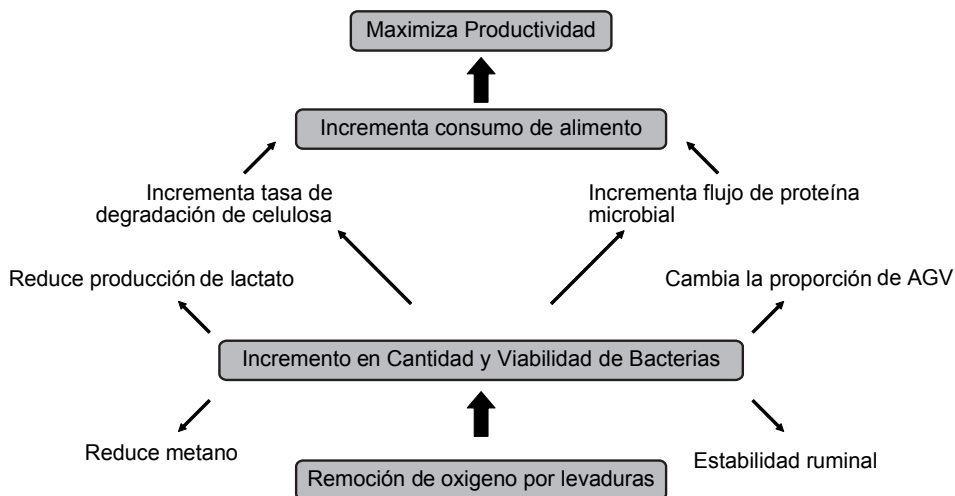 Maximiza Productividad
Incrementa consumo de alimento
Incrementa tasa de
degradación de celulosa
Incrementa flujo de proteína
microbial
Reduce producción de lactato
Cambia la proporción de AGV
Incremento en Cantidad y Viabilidad de Bacterias
Reduce metano
Estabilidad ruminal
Remoción de oxigeno por levaduras